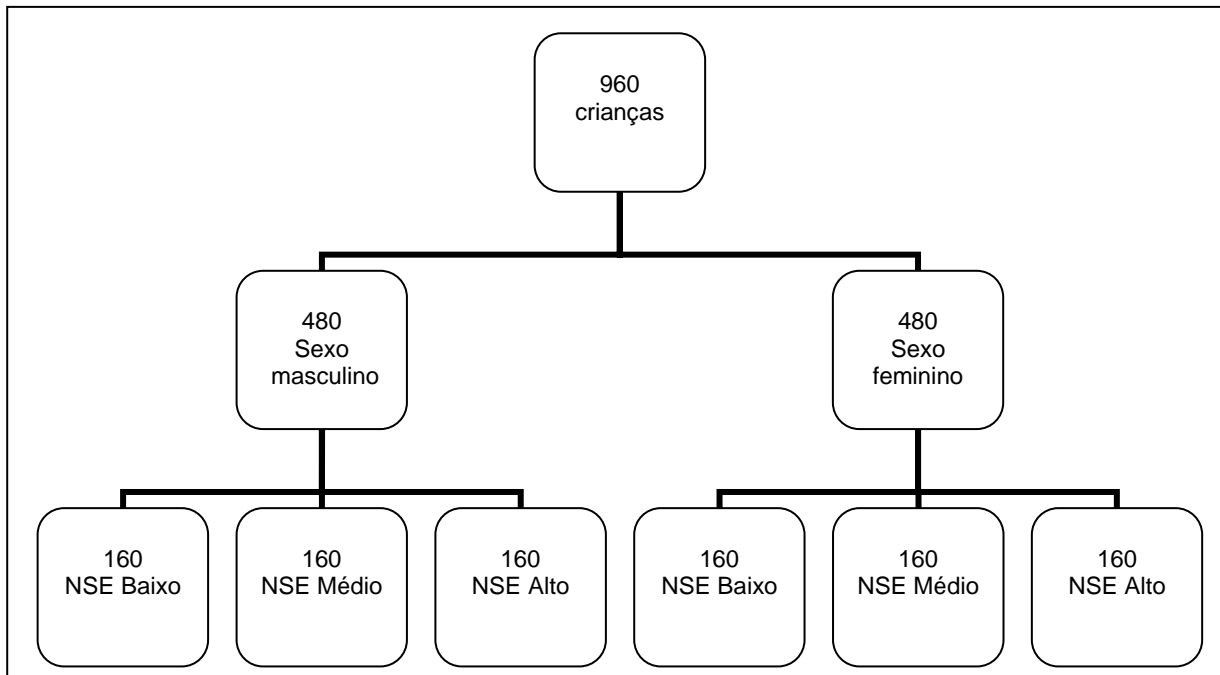 960
crianças
480
Sexo
masculino
480
Sexo
feminino
160
NSE Baixo
160
NSE Médio
160
NSE Alto
160
NSE Baixo
160
NSE Médio
160
NSE Alto